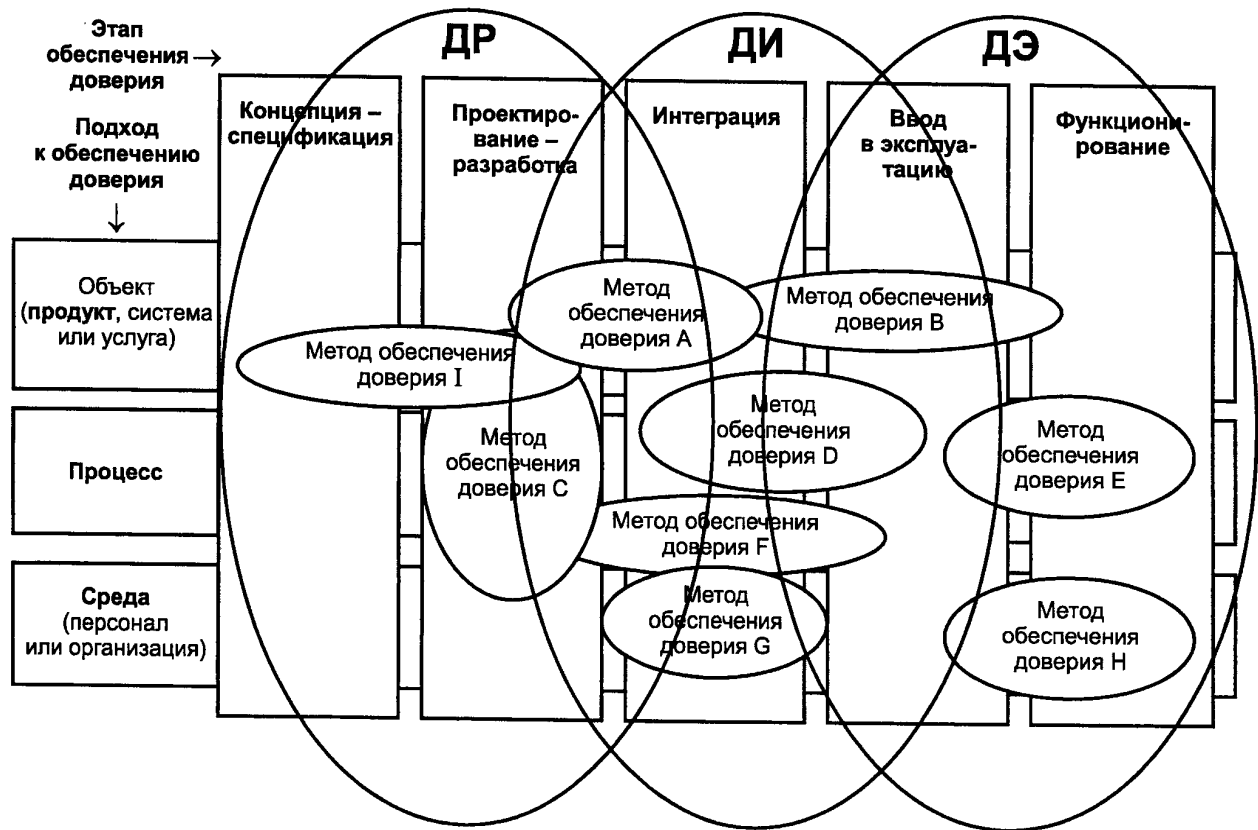 Этап
обеспечения →
доверия
Подход
к обеспечению
доверия
↓
ДР
ДИ
ДЭ
Концепция –
спецификация
Проектиро-
вание –
разработка
Интеграция
Ввод
в эксплуа-
тацию
Функциони-
рование
Объект
(продукт, система
или услуга)
Метод
обеспечения
доверия A
Метод обеспечения
доверия B
Метод обеспечения
доверия I
Процесс
Метод
обеспечения
доверия C
Метод
обеспечения
доверия D
Метод
обеспечения
доверия E
Метод обеспечения
доверия F
Среда
(персонал
или организация)
Метод
обеспечения
доверия G
Метод
обеспечения
доверия H